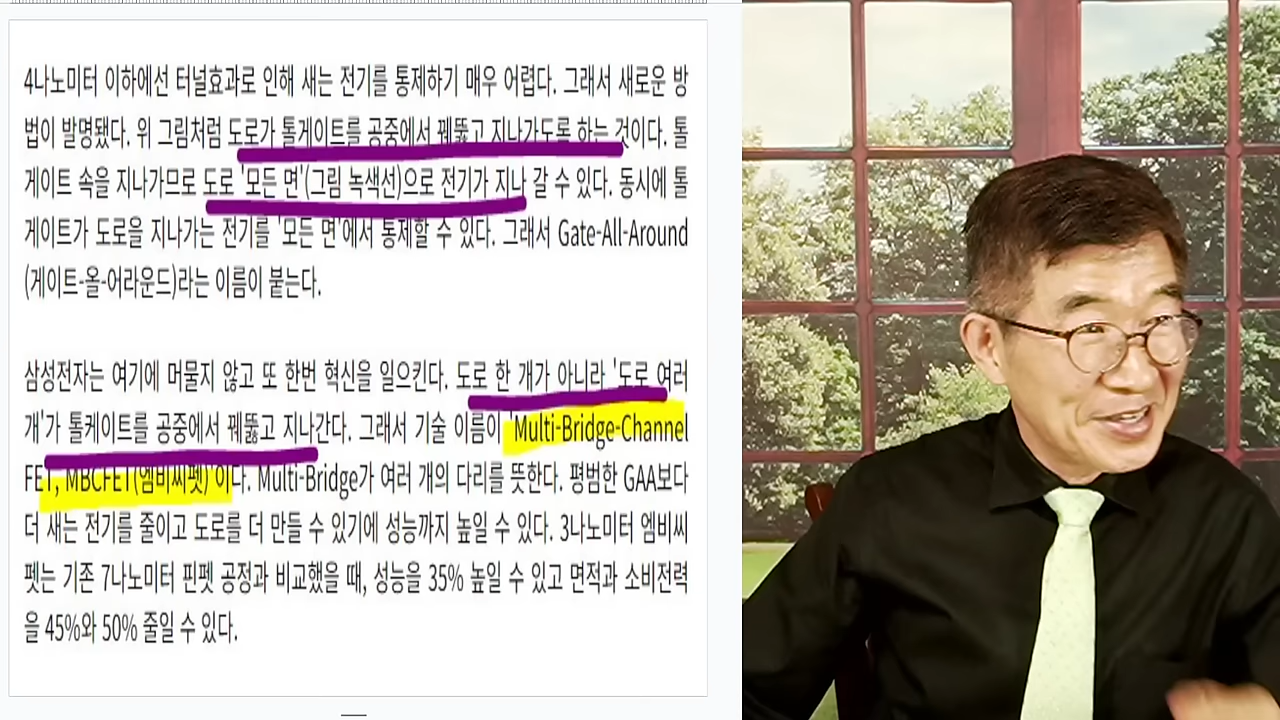 4나노미터 이하에선 터널효과로 인해 새는 전기를 통제하기 매우 어렵다. 그래서 새로운 방
법이 발명됐다. 위 그림처럼 도로가 톨게이트를 공중에서 꿰뚫고 지나가도록 하는 것이다. 톨
게이트 속을 지나가므로 도로 '모든 면'(그림 녹색선)으로 전기가 지나 갈 수 있다. 동시에 톨
게이트가 도로을 지나가는 전기를 '모든 면'에서 통제할 수 있다. 그래서 Gate-All-Around
(게이트-올-어라운드)라는 이름이 붙는다.
삼성전자는 여기에 머물지 않고 또 한번 혁신을 일으킨다. 도로 한 개가 아니라 '도로 여러
개'가 톨케이트를 공중에서 꿰뚫고 지나간다. 그래서 기술 이름이 'Multi-Bridge-Channel
FET, MBCFET(엠비씨펫)'이다. Multi-Bridge가 여러 개의 다리를 뜻한다. 평범한 GAA보다
더 새는 전기를 줄이고 도로를 더 만들 수 있기에 성능까지 높일 수 있다. 3나노미터 엠비씨
펫는 기존 7나노미터 핀펫 공정과 비교했을 때, 성능을 35% 높일 수 있고 면적과 소비전력
을 45%와 50% 줄일 수 있다.